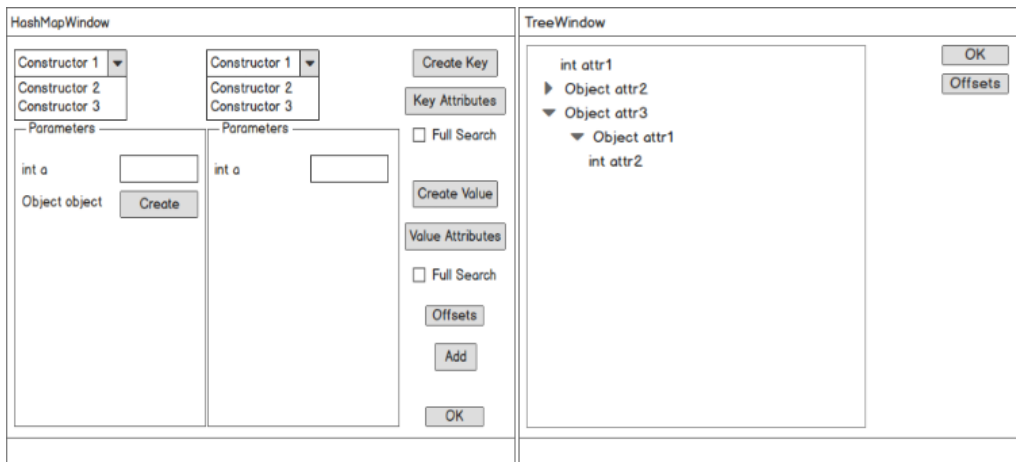 HashMapWindow
Constructor 1
Constructor 2
Constructor 3
Parameters
int a
Object object
Create
Constructor 1
Constructor 2
Constructor 3
Parameters
int a
Create Key
Key Attributes
Full Search
Create Value
Value Attributes
Full Search
Offsets
Add
OK
TreeWindow
int attr1
Object attr2
Object attr3
Object attr1
int attr2
OK
Offsets